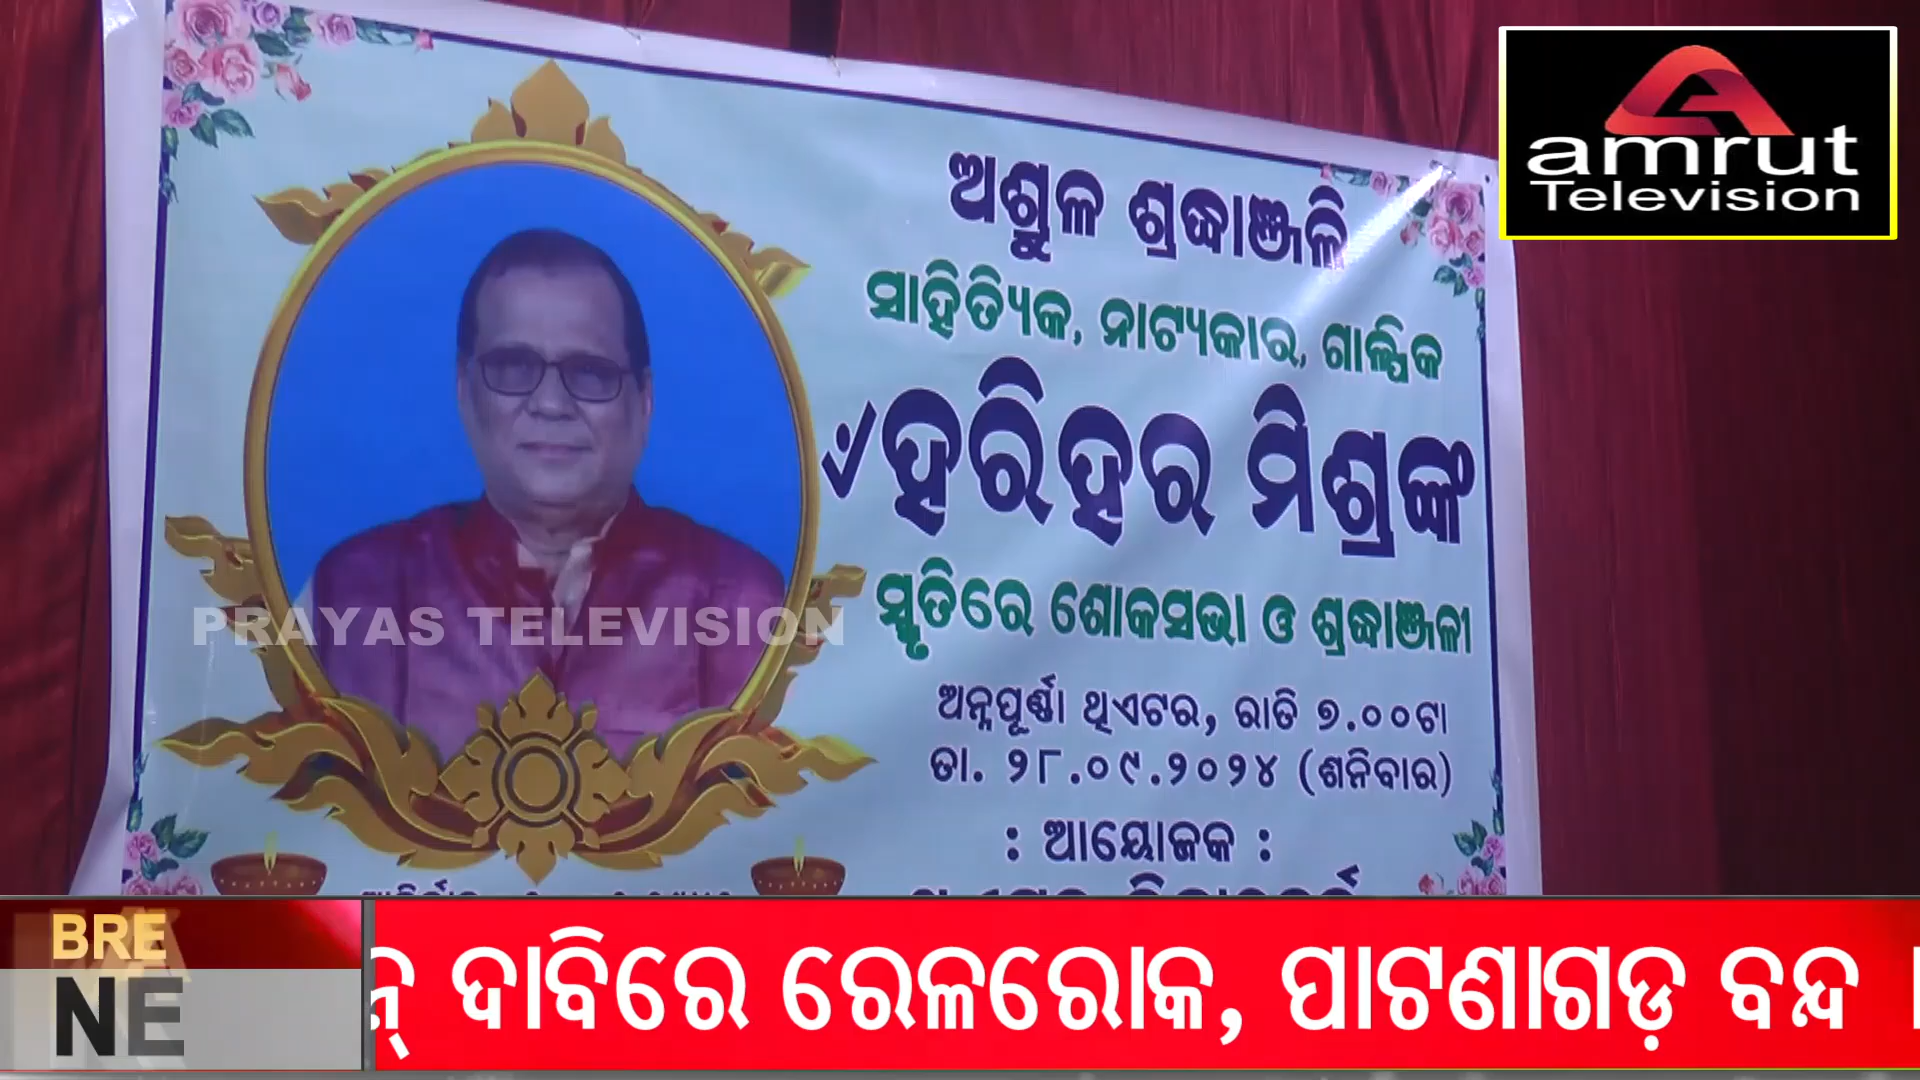 ଅଶ୍ରୁଳ ଶ୍ରଦ୍ଧାଞ୍ଜଳି
ସାହିତ୍ୟିକ, ନାଟ୍ୟକାର, ଗାଳ୍ପିକ
ହରିହର ମିଶ୍ରଙ୍କ
ସ୍ମୃତିରେ ଶୋକସଭା ଓ ଶ୍ରଦ୍ଧାଞ୍ଜଳୀ
ଅନ୍ନପୂର୍ଣ୍ଣା ଥିଏଟର, ରାତି ୭.୦୦ଟା
ତା. ୨୮.୦୯.୨୦୨୪ (ଶନିବାର)
: ଆୟୋଜକ :
PRAYAS TELEVISION
amrut
Television
BRE
NE
ଦାବିରେ ରେଳରୋକ, ପାଟଣାଗଡ଼ ବନ୍ଦ ।